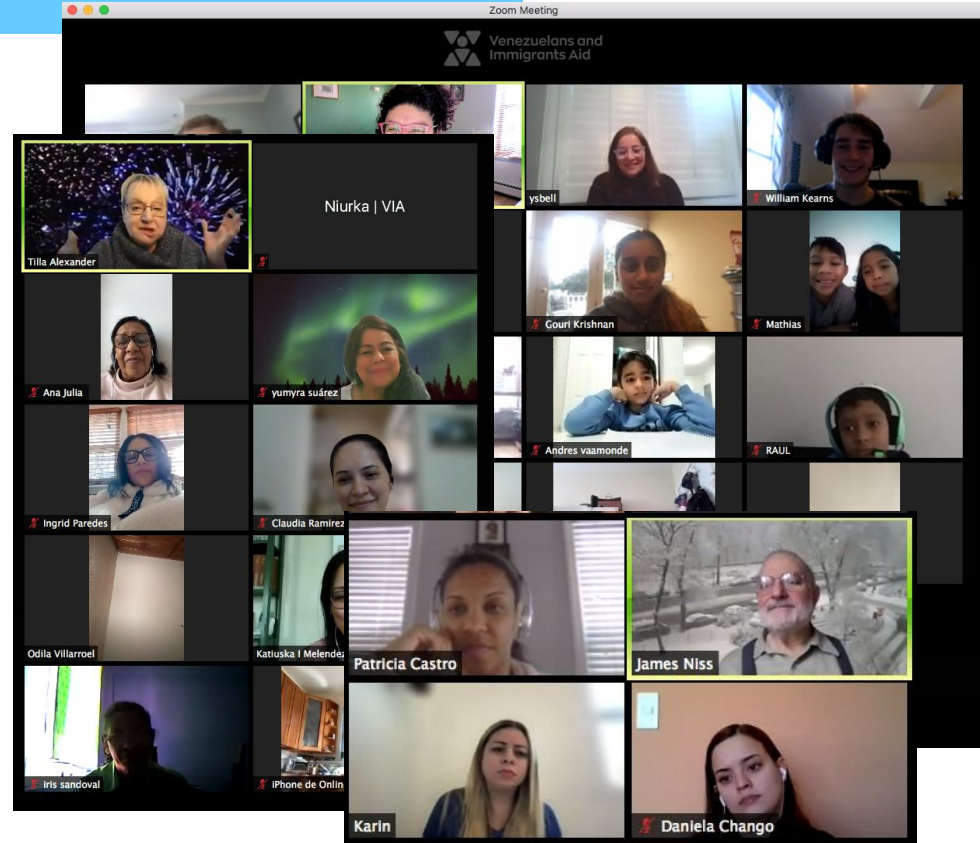 Zoom Meeting
Venezuelans and
Immigrants Aid
ysbell
William Kearns
Gouri Krishnan
Mathias
Andres vaamonde
RAUL
Tilla Alexander
Niurka | VIA
Ana Julia
yumyra suárez
Ingrid Paredes
Claudia Ramirez
Odila Villarroel
Katiuska I Melendez
iris sandoval
iPhone de Onlin
Patricia Castro
James Niss
Karin
Daniela Chango